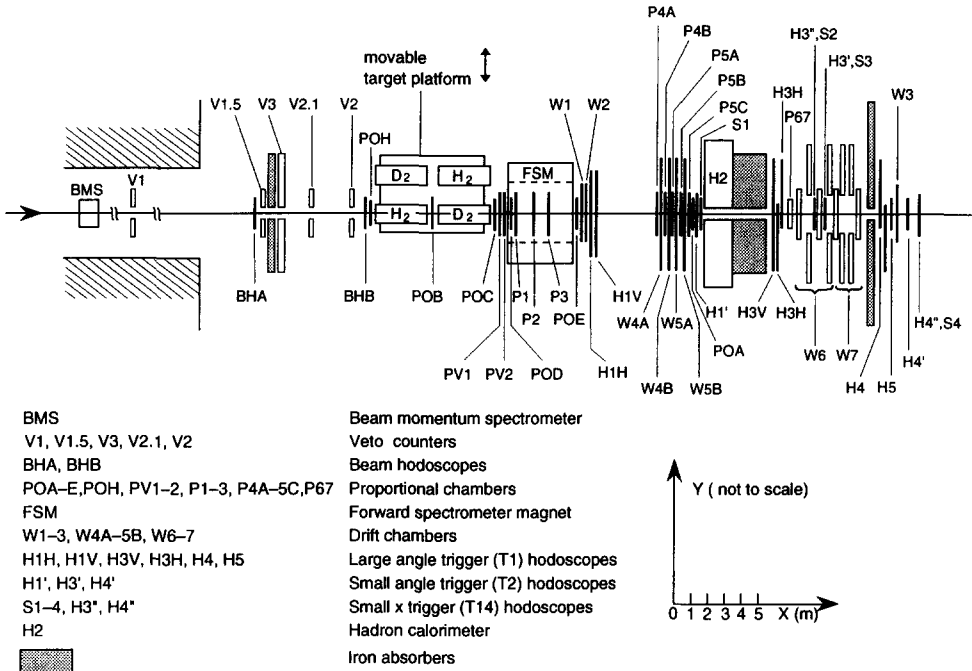 P4A
P4B
H3", S2
movable
target platform
P5A
H3',S3
V1.5
V3
V2.1
V2
POH
W1
W2
P5B
P5C
S1
H3H
P67
W3
BMS
V1
D2
H2
FSM
H2
H2
D2
BHA
BHB
POB
POC
P1
P2
P3
POE
H1V
W4A
W5A
H1'
H3V
H3H
W6
W7
H4",S4
PV1
PV2
POD
H1H
W4B
W5B
POA
H4
H5
H4'
BMS Beam momentum spectrometer
V1, V1.5, V3, V2.1, V2 Veto counters
BHA, BHB Beam hodoscopes
POA–E,POH, PV1–2, P1–3, P4A–5C,P67 Proportional chambers
FSM Forward spectrometer magnet
W1–3, W4A–5B, W6–7 Drift chambers
H1H, H1V, H3V, H3H, H4, H5 Large angle trigger (T1) hodoscopes
H1', H3', H4' Small angle trigger (T2) hodoscopes
S1–4, H3", H4" Small x trigger (T14) hodoscopes
H2 Hadron calorimeter
Iron absorbers
Y ( not to scale)
0 1 2 3 4 5 X (m)